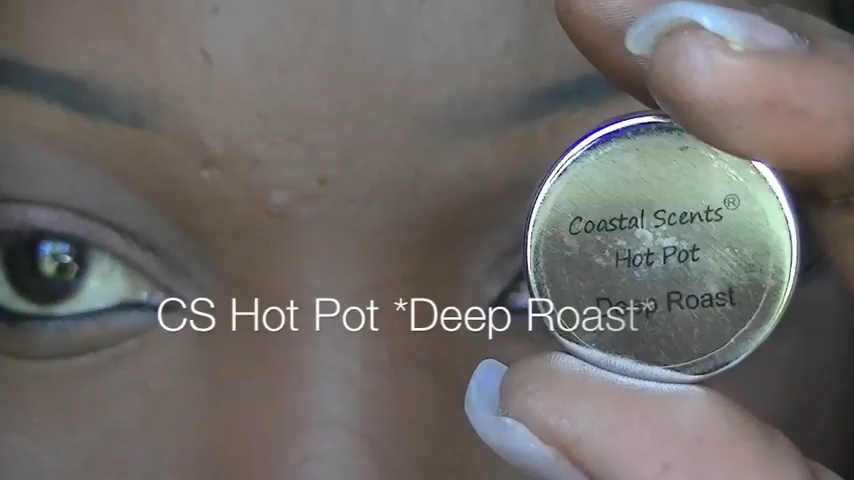 Coastal Scents®
Hot Pot
Deep Roast
CS Hot Pot *Deep Roast*